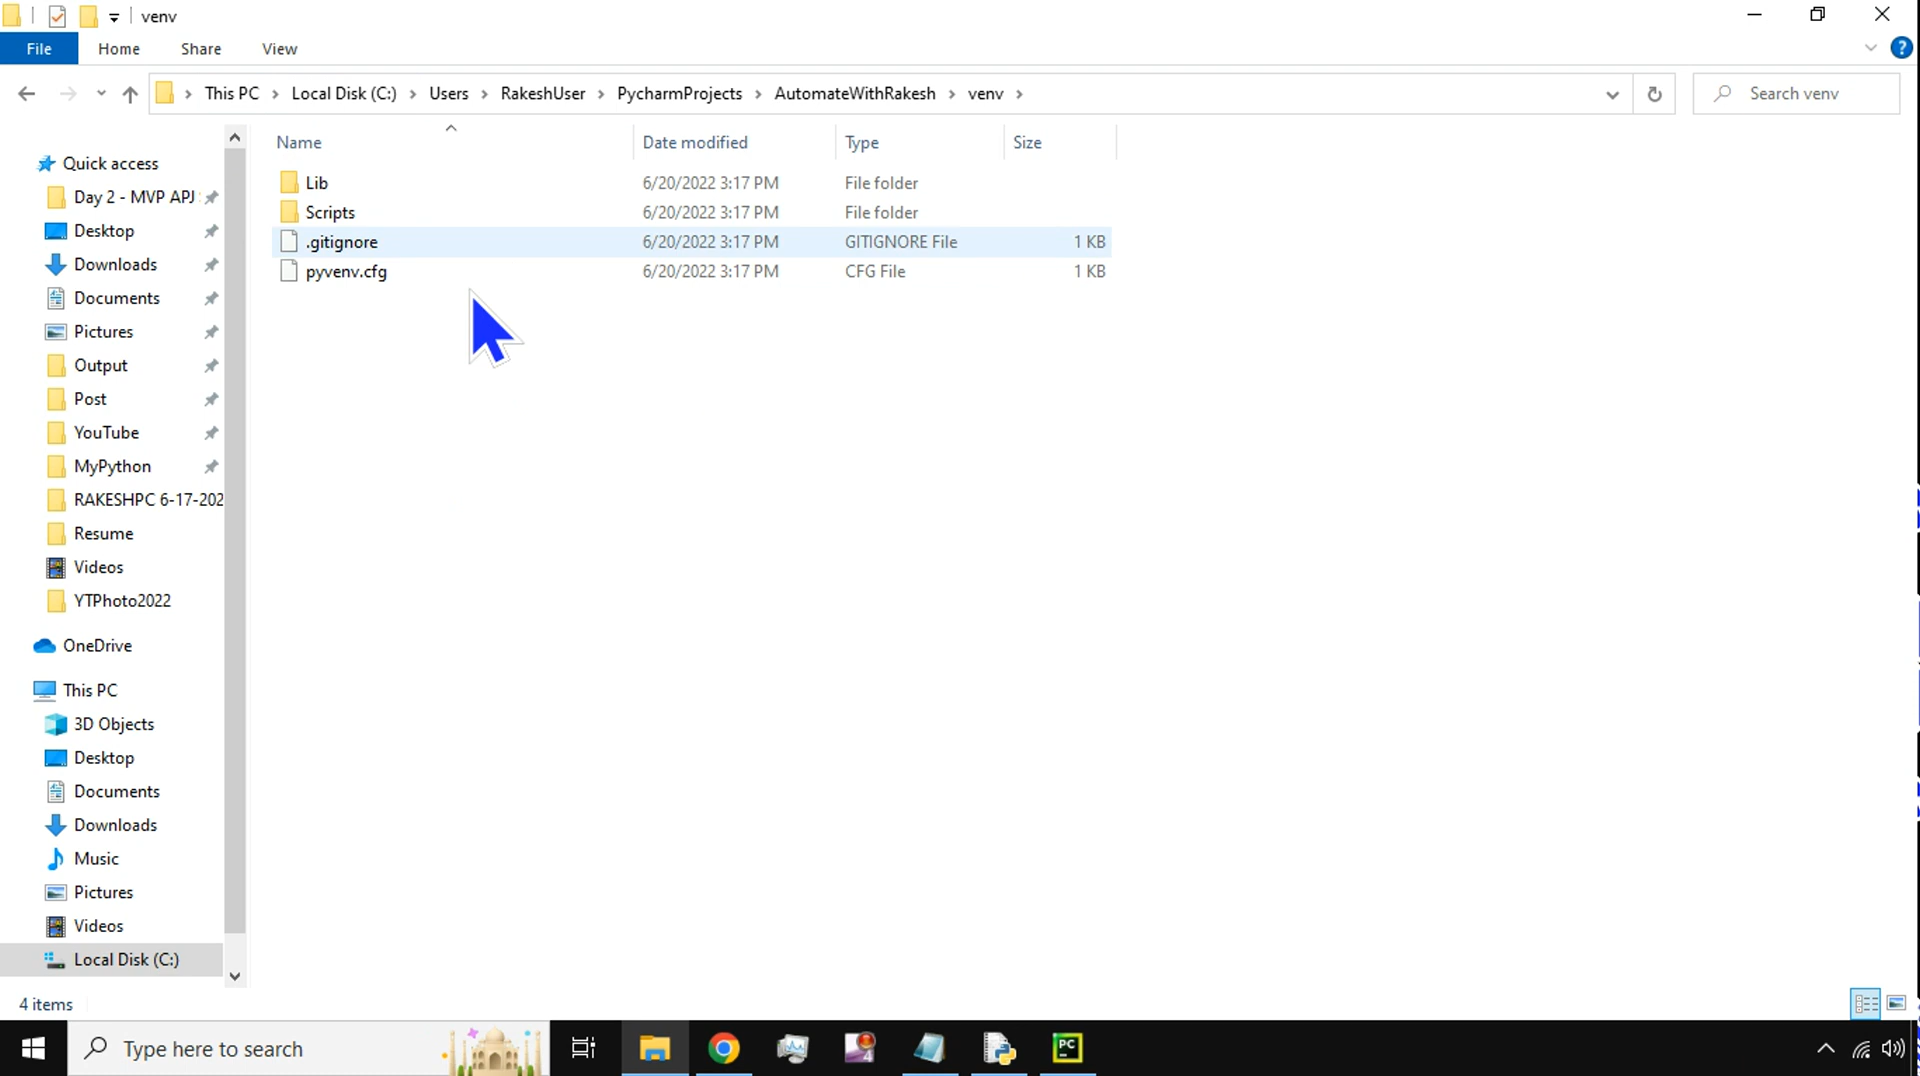 venv
File Home Share View
This PC Local Disk (C:) Users RakeshUser PycharmProjects AutomateWithRakesh venv
Search venv
Name Date modified Type Size
Lib 6/20/2022 3:17 PM File folder
Scripts 6/20/2022 3:17 PM File folder
.gitignore 6/20/2022 3:17 PM GITIGNORE File 1 KB
pyvenv.cfg 6/20/2022 3:17 PM CFG File 1 KB
Quick access
Day 2 - MVP APJ
Desktop
Downloads
Documents
Pictures
Output
Post
YouTube
MyPython
RAKESHPC 6-17-202
Resume
Videos
YTPhoto2022
OneDrive
This PC
3D Objects
Desktop
Documents
Downloads
Music
Pictures
Videos
Local Disk (C:)
4 items
Type here to search
4
PC